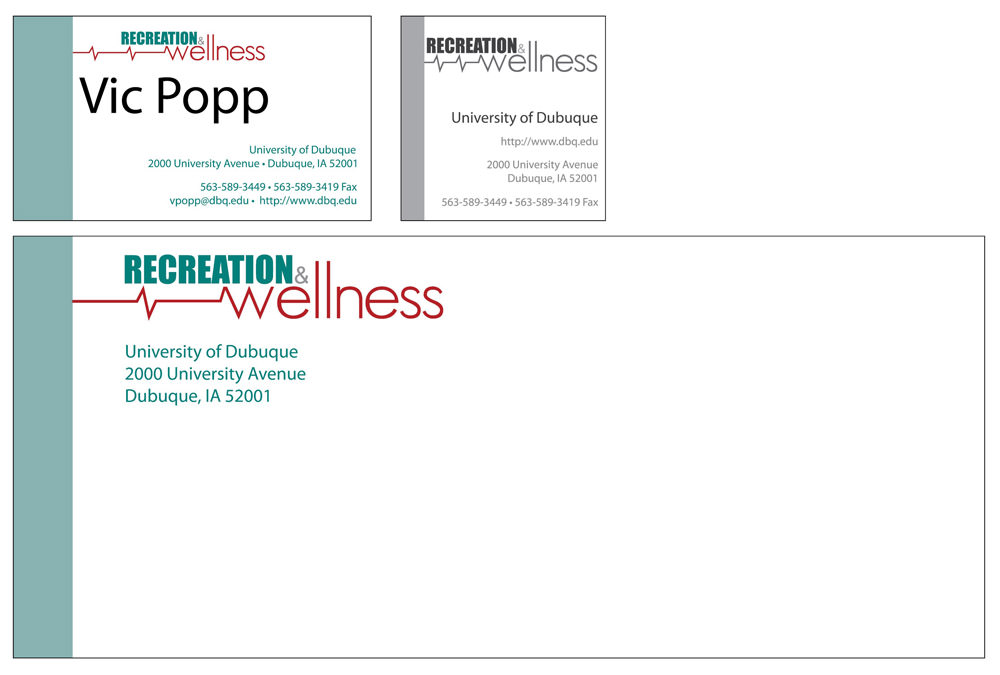 RECREATION&
wellness
Vic Popp
University of Dubuque
2000 University Avenue • Dubuque, IA 52001
563-589-3449 • 563-589-3419 Fax
vpopp@dbq.edu • http://www.dbq.edu
RECREATION&
wellness
University of Dubuque
http://www.dbq.edu
2000 University Avenue
Dubuque, IA 52001
563-589-3449 • 563-589-3419 Fax
RECREATION&
wellness
University of Dubuque
2000 University Avenue
Dubuque, IA 52001